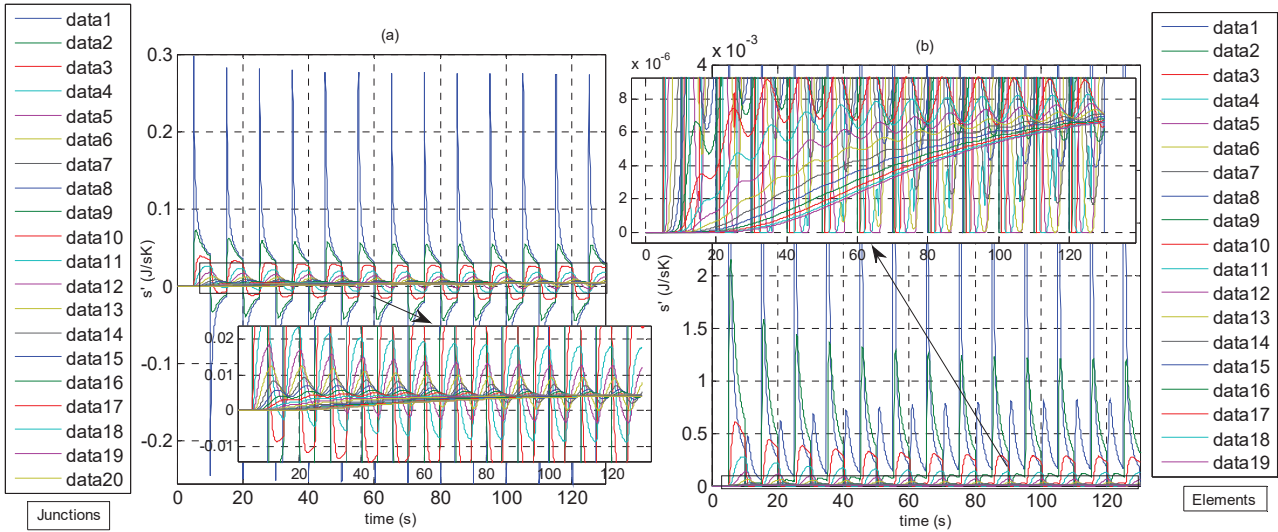 data1
data2
data3
data4
data5
data6
data7
data8
data9
data10
data11
data12
data13
data14
data15
data16
data17
data18
data19
data20
Junctions
(a)
s' (J/sK)
0.3
0.2
0.1
0
-0.1
-0.2
0 20 40 60 80 100 120
time (s)
0.02
0.01
0
-0.01
20 40 60 80 100 120
(b)
x 10-6
4 x 10-3
8
6
4
2
0
0 20 40 60 80 100 120
s' (J/sK)
2
1.5
1
0.5
0
0 20 40 60 80 100 120
time (s)
data1
data2
data3
data4
data5
data6
data7
data8
data9
data10
data11
data12
data13
data14
data15
data16
data17
data18
data19
Elements